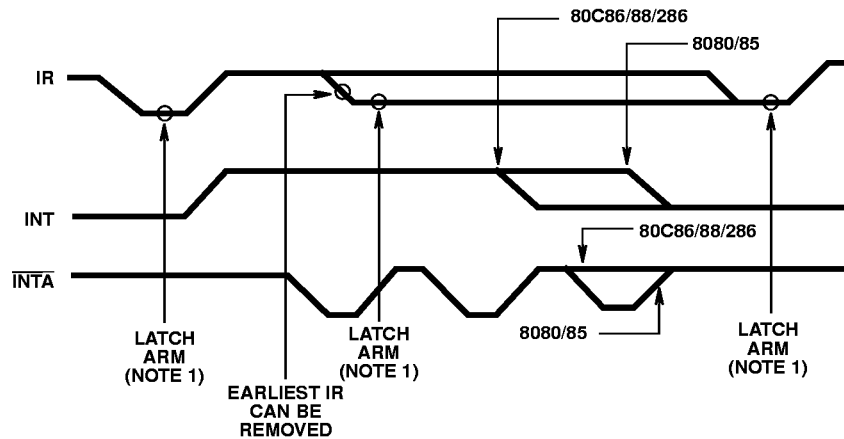 80C86/88/286
8080/85
IR
INT
80C86/88/286
INTA
8080/85
LATCH
ARM
(NOTE 1)
EARLIEST IR
CAN BE
REMOVED
LATCH
ARM
(NOTE 1)
LATCH
ARM
(NOTE 1)